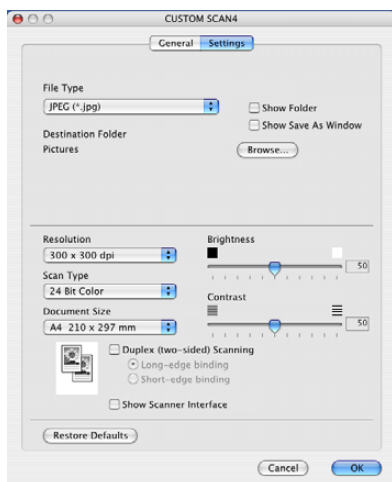 CUSTOM SCAN4
General Settings
File Type
JPEG (*.jpg)
Show Folder
Show Save As Window
Destination Folder
Pictures
Browse...
Resolution
300 x 300 dpi
Scan Type
24 Bit Color
Document Size
A4 210 x 297 mm
Brightness
50
Contrast
50
Duplex (two-sided) Scanning
Long-edge binding
Short-edge binding
Show Scanner Interface
Restore Defaults
Cancel OK